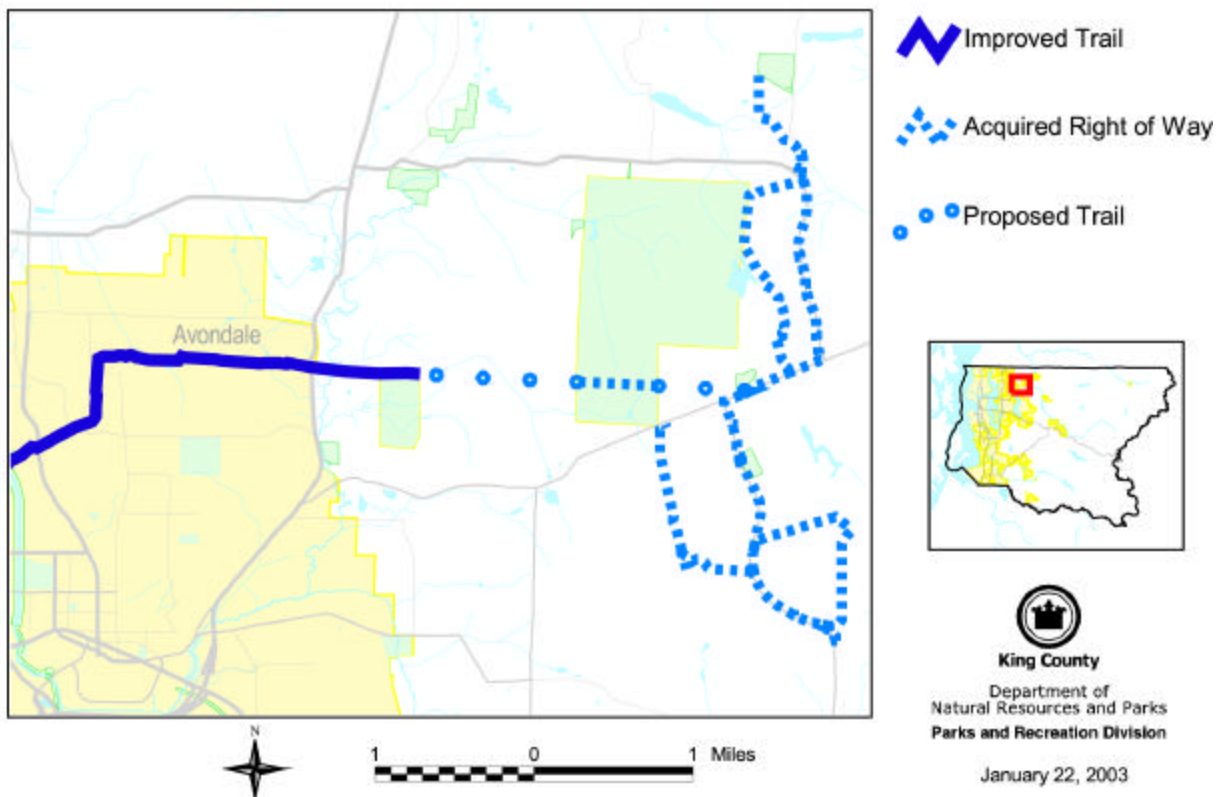 Improved Trail
Acquired Right of Way
Proposed Trail
Avondale
King County
Department of
Natural Resources and Parks
Parks and Recreation Division
January 22, 2003
N
1 0 1 Miles